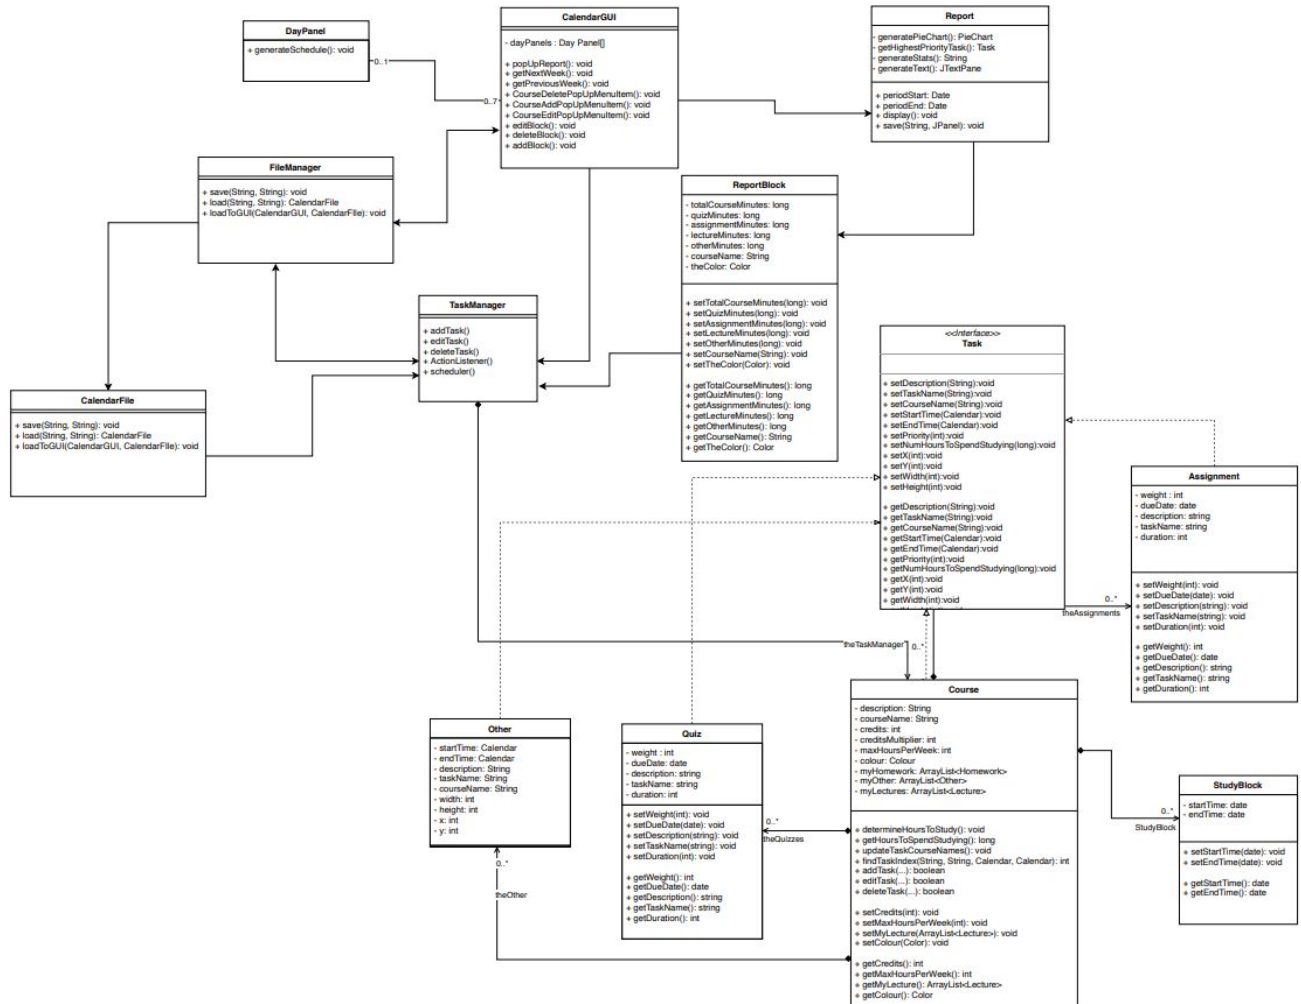 DayPanel
+ generateSchedule(): void
0..1
CalendarGUI
- dayPanels : Day Panel[]
+ popUpReport(): void
+ getNextWeek(): void
+ getPreviousWeek(): void
+ CourseDeletePopUpMenuItem(): void
+ CourseAddPopUpMenuItem(): void
+ CourseEditPopUpMenuItem(): void
+ editBlock(): void
+ deleteBlock(): void
+ addBlock(): void
0..7
Report
- generatePieChart(): PieChart
- getHighestPriorityTask(): Task
- generateStats(): String
- generateText(): JTextPane
+ periodStart: Date
+ periodEnd: Date
+ display(): void
+ save(String, JPanel): void
FileManager
+ save(String, String): void
+ load(String, String): CalendarFile
+ loadToGUI(CalendarGUI, CalendarFIle): void
ReportBlock
- totalCourseMinutes: long
- quizMinutes: long
- assignmentMinutes: long
- lectureMinutes: long
- otherMinutes: long
- courseName: String
- theColor: Color
+ setTotalCourseMinutes(long): void
+ setQuizMinutes(long): void
+ setAssignmentMinutes(long): void
+ setLectureMinutes(long): void
+ setOtherMinutes(long): void
+ setCourseName(String): void
+ setTheColor(Color): void
+ getTotalCourseMinutes(): long
+ getQuizMinutes(): long
+ getAssignmentMinutes(): long
+ getLectureMinutes(): long
+ getOtherMinutes(): long
+ getCourseName(): String
+ getTheColor(): Color
TaskManager
+ addTask()
+ editTask()
+ deleteTask()
+ ActionListener()
+ scheduler()
CalendarFile
+ save(String, String): void
+ load(String, String): CalendarFile
+ loadToGUI(CalendarGUI, CalendarFIle): void
<<Interface>>
Task
+ setDescription(String):void
+ setTaskName(String):void
+ setCourseName(String):void
+ setStartTime(Calendar):void
+ setEndTime(Calendar):void
+ setPriority(int):void
+ setNumHoursToSpendStudying(long):void
+ setX(int):void
+ setY(int):void
+ setWidth(int):void
+ setHeight(int):void
+ getDescription(String):void
+ getTaskName(String):void
+ getCourseName(String):void
+ getStartTime(Calendar):void
+ getEndTime(Calendar):void
+ getPriority(int):void
+ getNumHoursToSpendStudying(long):void
+ getX(int):void
+ getY(int):void
+ getWidth(int):void
Assignment
- weight : int
- dueDate: date
- description: string
- taskName: string
- duration: int
+ setWeight(int): void
+ setDueDate(date): void
+ setDescription(string): void
+ setTaskName(string): void
+ setDuration(int): void
+ getWeight(): int
+ getDueDate(): date
+ getDescription(): string
+ getTaskName(): string
+ getDuration(): int
0..*
theAssignments
theTaskManager
0..*
Course
- description: String
- courseName: String
- credits: int
- creditsMultiplier: int
- maxHoursPerWeek: int
- colour: Colour
- myHomework: ArrayList<Homework>
- myOther: ArrayList<Other>
- myLectures: ArrayList<Lecture>
+ determineHoursToStudy(): void
+ getHoursToSpendStudying(): long
+ updateTaskCourseNames(): void
+ findTaskIndex(String, String, Calendar, Calendar): int
+ addTask(...): boolean
+ editTask(...): boolean
+ deleteTask(...): boolean
+ setCredits(int): void
+ setMaxHoursPerWeek(int): void
+ setMyLecture(ArrayList<Lecture>): void
+ setColour(Color): void
+ getCredits(): int
+ getMaxHoursPerWeek(): int
+ getMyLecture(): ArrayList<Lecture>
+ getColour(): Color
Other
- startTime: Calendar
- endTime: Calendar
- description: String
- taskName: String
- courseName: String
- width: int
- height: int
- x: int
- y: int
0..*
theOther
Quiz
- weight : int
- dueDate: date
- description: string
- taskName: string
- duration: int
+ setWeight(int): void
+ setDueDate(date): void
+ setDescription(string): void
+ setTaskName(string): void
+ setDuration(int): void
+ getWeight(): int
+ getDueDate(): date
+ getDescription(): string
+ getTaskName(): string
+ getDuration(): int
0..*
theQuizzes
StudyBlock
- startTime: date
- endTime: date
+ setStartTime(date): void
+ setEndTime(date): void
+ getStartTime(): date
+ getEndTime(): date
0..*
StudyBlock